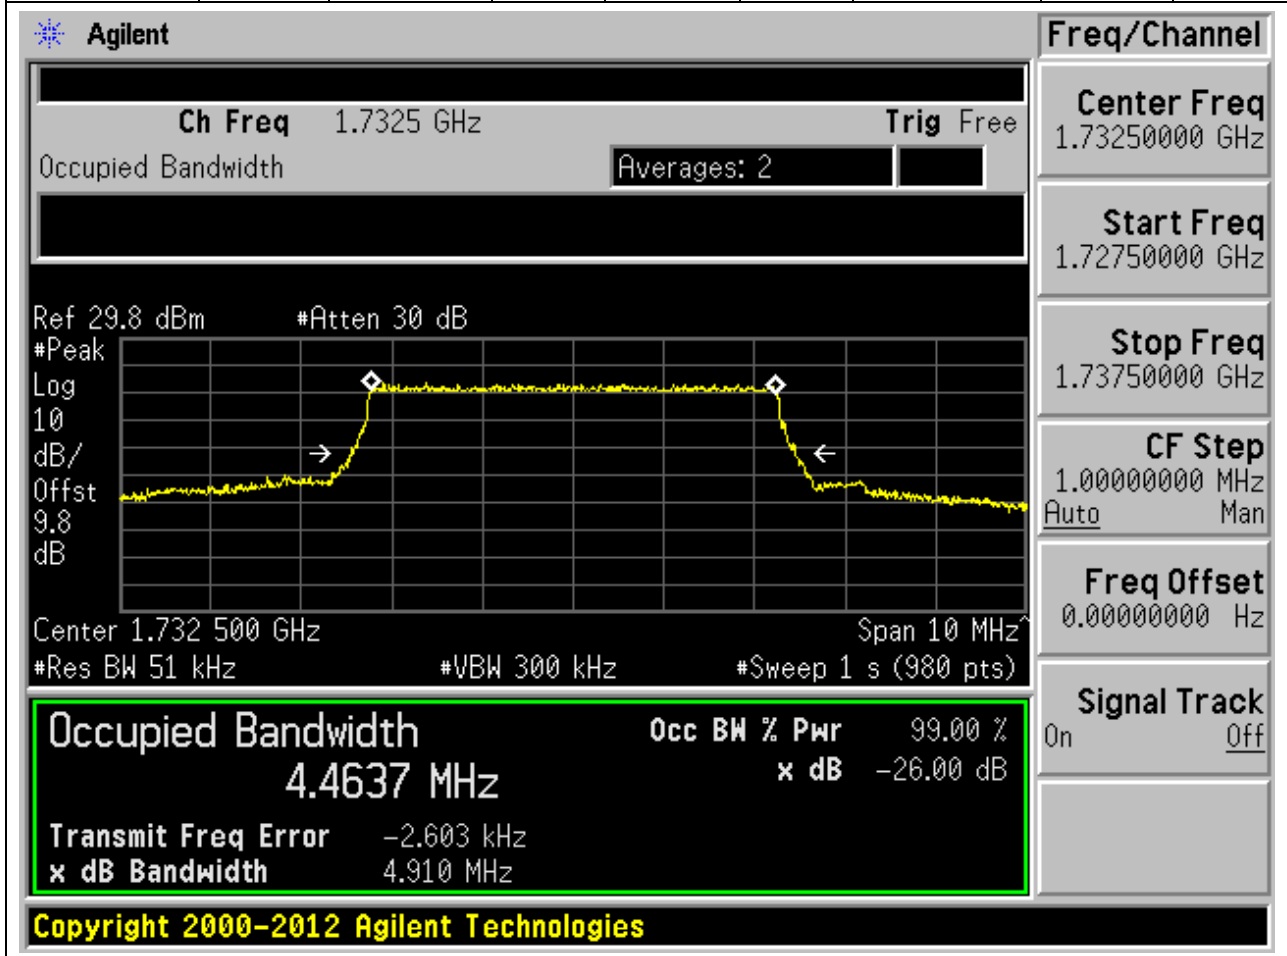 Agilent
Ch Freq 1.7325 GHz Trig Free
Occupied Bandwidth Averages: 2
Ref 29.8 dBm #Atten 30 dB
#Peak
Log
10
dB/
Offst
9.8
dB
Center 1.732 500 GHz Span 10 MHz^
#Res BW 51 kHz #VBW 300 kHz #Sweep 1 s (980 pts)
Occupied Bandwidth Occ BW % Pwr 99.00 %
4.4637 MHz x dB -26.00 dB
Transmit Freq Error -2.603 kHz
x dB Bandwidth 4.910 MHz
Copyright 2000-2012 Agilent Technologies
Freq/Channel
Center Freq
1.73250000 GHz
Start Freq
1.72750000 GHz
Stop Freq
1.73750000 GHz
CF Step
1.00000000 MHz
Auto Man
Freq Offset
0.00000000 Hz
Signal Track
On Off